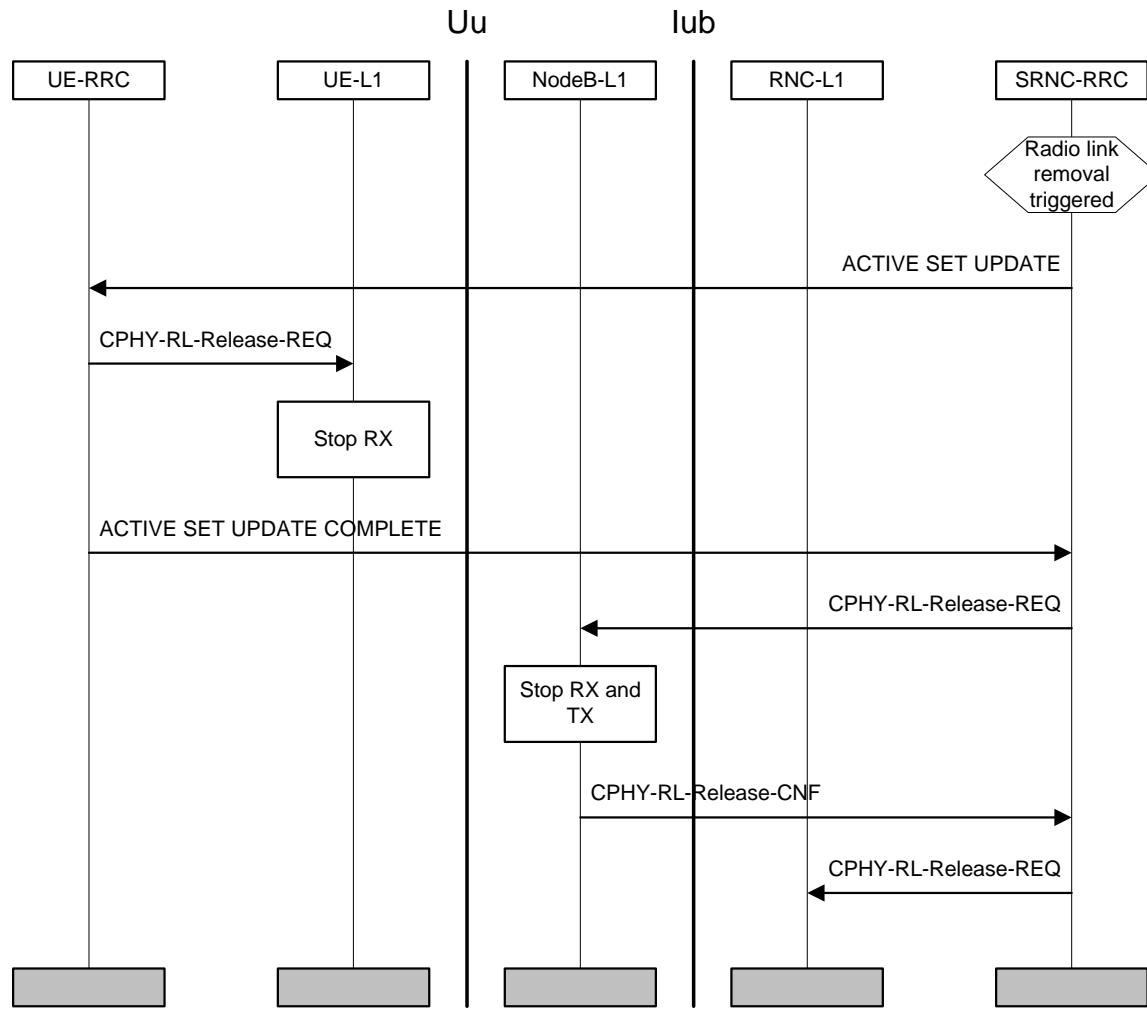 Uu
Iub
UE-RRC
UE-L1
NodeB-L1
RNC-L1
SRNC-RRC
Radio link
removal
triggered
ACTIVE SET UPDATE
CPHY-RL-Release-REQ
Stop RX
ACTIVE SET UPDATE COMPLETE
CPHY-RL-Release-REQ
Stop RX and
TX
CPHY-RL-Release-CNF
CPHY-RL-Release-REQ